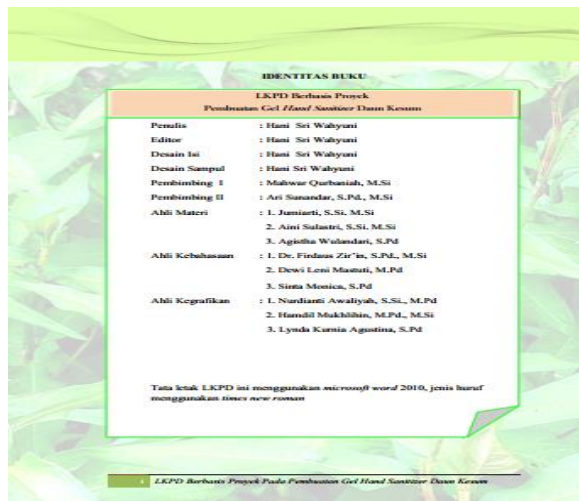 IDENTITAS BUKU
LKPD Berbasis Proyek
Pembuatan Gel Hand Sanitizer Daun Kesum
Penulis : Hani Sri Wahyuni
Editor : Hani Sri Wahyuni
Desain Isi : Hani Sri Wahyuni
Desain Sampul : Hani Sri Wahyuni
Pembimbing I : Mahwar Qurbaniah, M.Si
Pembimbing II : Ari Sunandar, S.Pd., M.Si
Ahli Materi : 1. Jumiarti, S.Si. M.Si
2. Aini Sulastri, S.Si. M.Si
3. Agistha Wulandari, S.Pd
Ahli Kebahasaan : 1. Dr. Firdaus Zir'in, S.Pd., M.Si
2. Dewi Leni Mastuti, M.Pd
3. Sinta Monica, S.Pd
Ahli Kegrafikan : 1. Nurdianti Awaliyah, S.Si., M.Pd
2. Hamdil Mukhlihin, M.Pd., M.Si
3. Lynda Kurnia Agustina, S.Pd
Tata letak LKPD ini menggunakan microsoft word 2010, jenis huruf
menggunakan times new roman
LKPD Berbasis Proyek Pada Pembuatan Gel Hand Sanitizer Daun Kesum